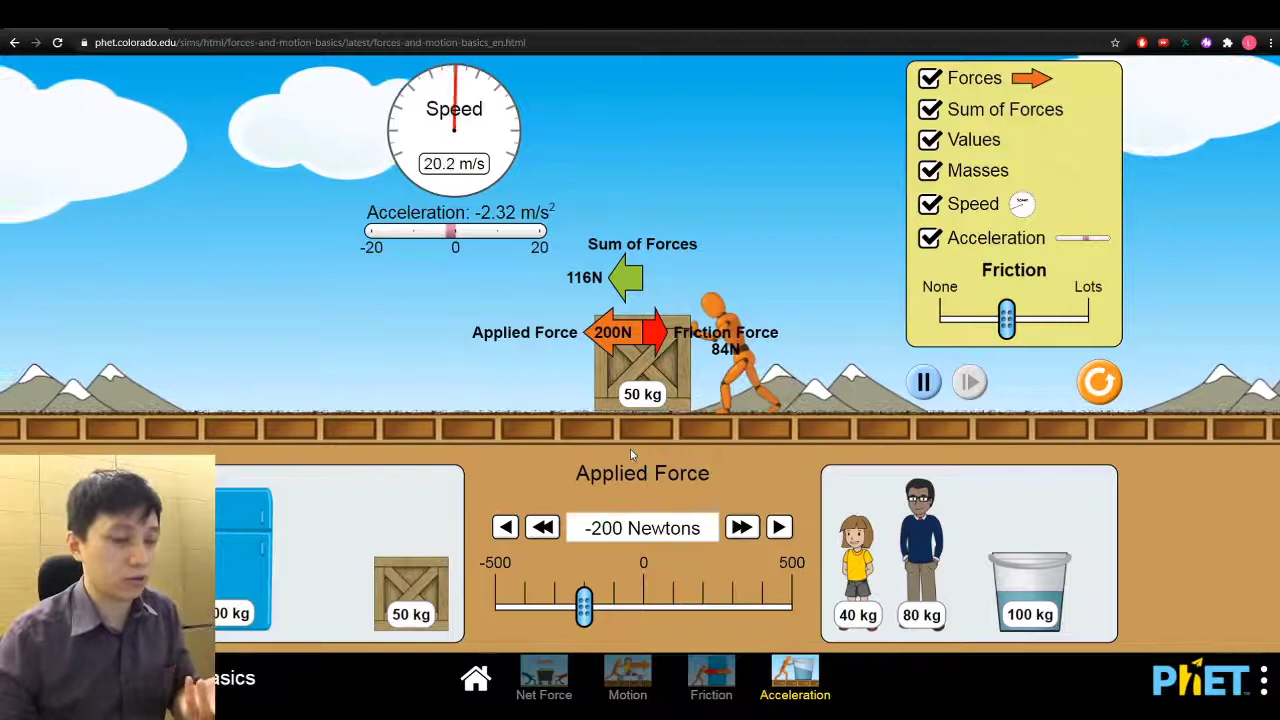 phet.colorado.edu/sims/html/forces-and-motion-basics/latest/forces-and-motion-basics_en.html
Speed
20.2 m/s
Acceleration: -2.32 m/s²
-20
0
20
Sum of Forces
116N
Applied Force
200N
Friction Force
84N
50 kg
Forces
Sum of Forces
Values
Masses
Speed
Speed
Acceleration
Friction
None
Lots
Applied Force
-200 Newtons
-500
0
500
00 kg
50 kg
40 kg
80 kg
100 kg
asics
Net Force
Motion
Friction
Acceleration
PhET